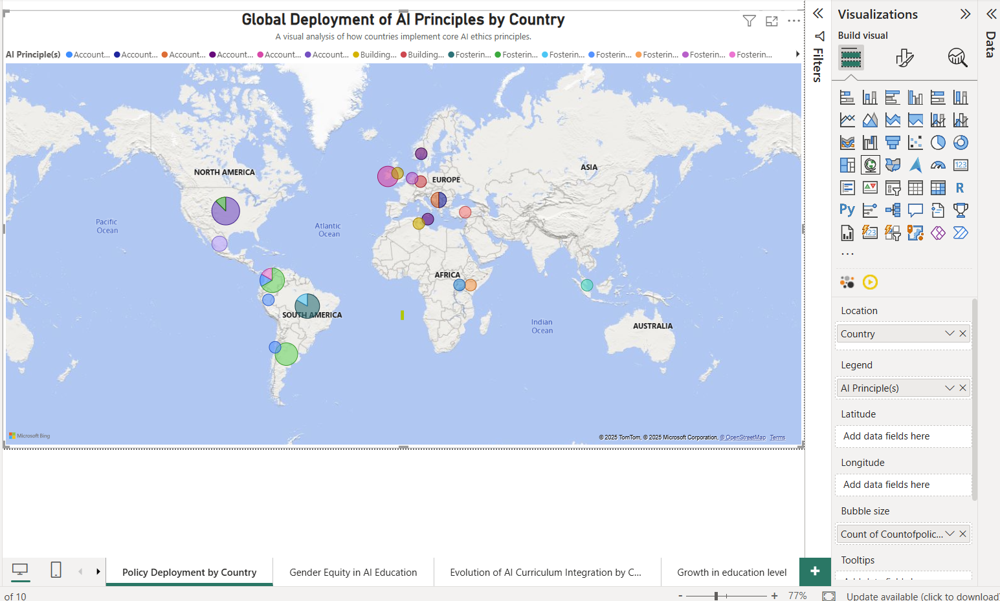 Global Deployment of AI Principles by Country
A visual analysis of how countries implement core AI ethics principles.
AI Principle(s) Account... Account... Account... Account... Account... Account... Building... Building... Fosterin... Fosterin... Fosterin... Fosterin... Fosterin... Fosterin... Fosterin...
NORTH AMERICA
EUROPE
ASIA
Pacific
Ocean
Atlantic
Ocean
AFRICA
SOUTH AMERICA
Indian
Ocean
AUSTRALIA
Microsoft Bing
© 2025 TomTom, © 2025 Microsoft Corporation, © OpenStreetMap Terms
Filters
Visualizations
Build visual
123
R
Py
123
...
Location
Country
Legend
AI Principle(s)
Latitude
Add data fields here
Longitude
Add data fields here
Bubble size
Count of Countofpolic...
Tooltips
Data
Policy Deployment by Country
Gender Equity in AI Education
Evolution of AI Curriculum Integration by C...
Growth in education level
+
of 10
- + 77%
Update available (click to download)